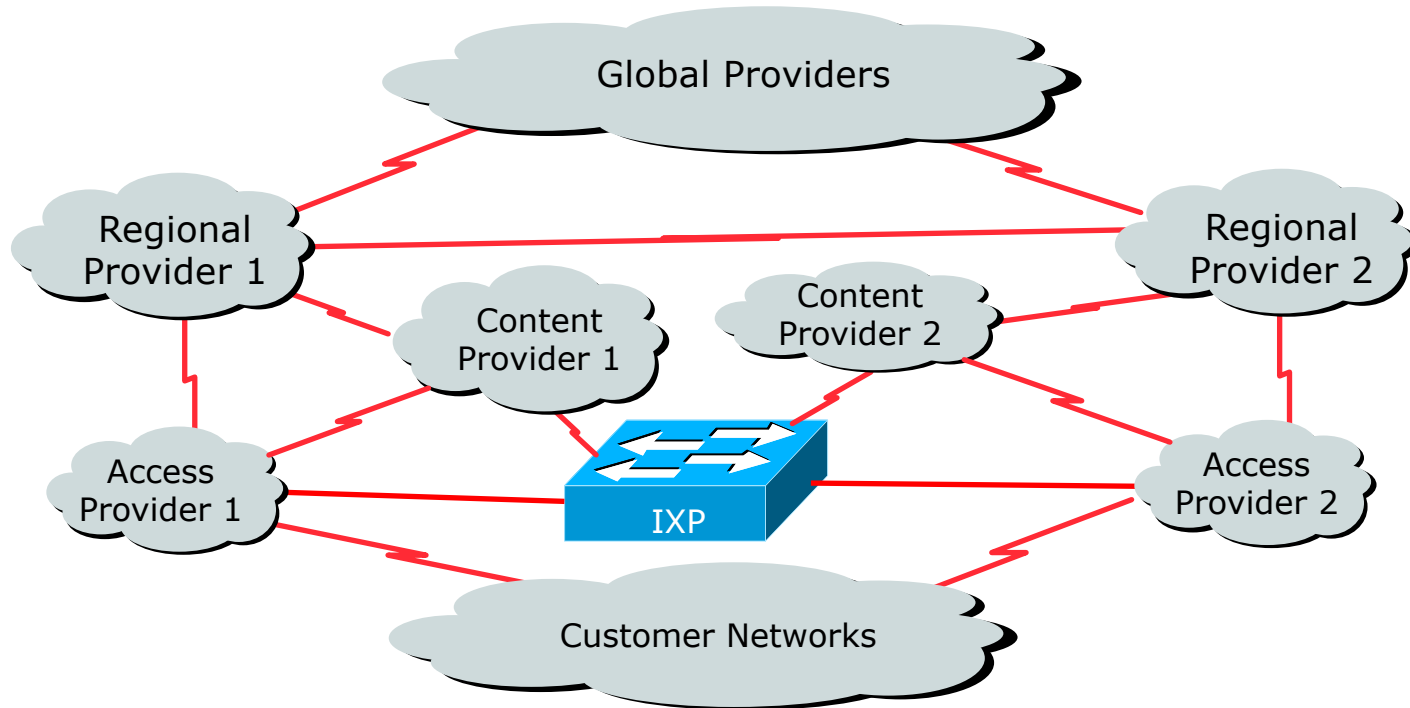 Global Providers
Regional
Provider 1
Regional
Provider 2
Content
Provider 1
Content
Provider 2
Access
Provider 1
Access
Provider 2
IXP
Customer Networks